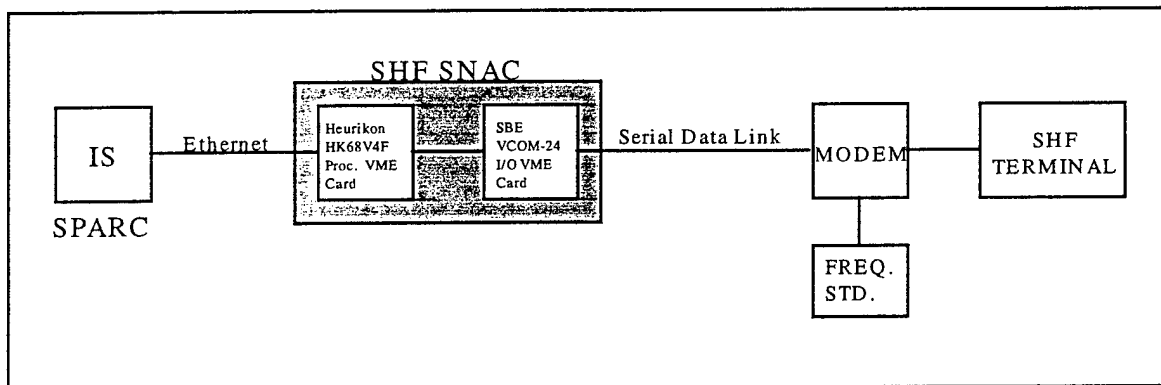 SHF SNAC
IS
SPARC
Ethernet
Heurikon
HK68V4F
Proc. VME
Card
SBE
VCOM-24
I/O VME
Card
Serial Data Link
MODEM
SHF
TERMINAL
FREQ.
STD.